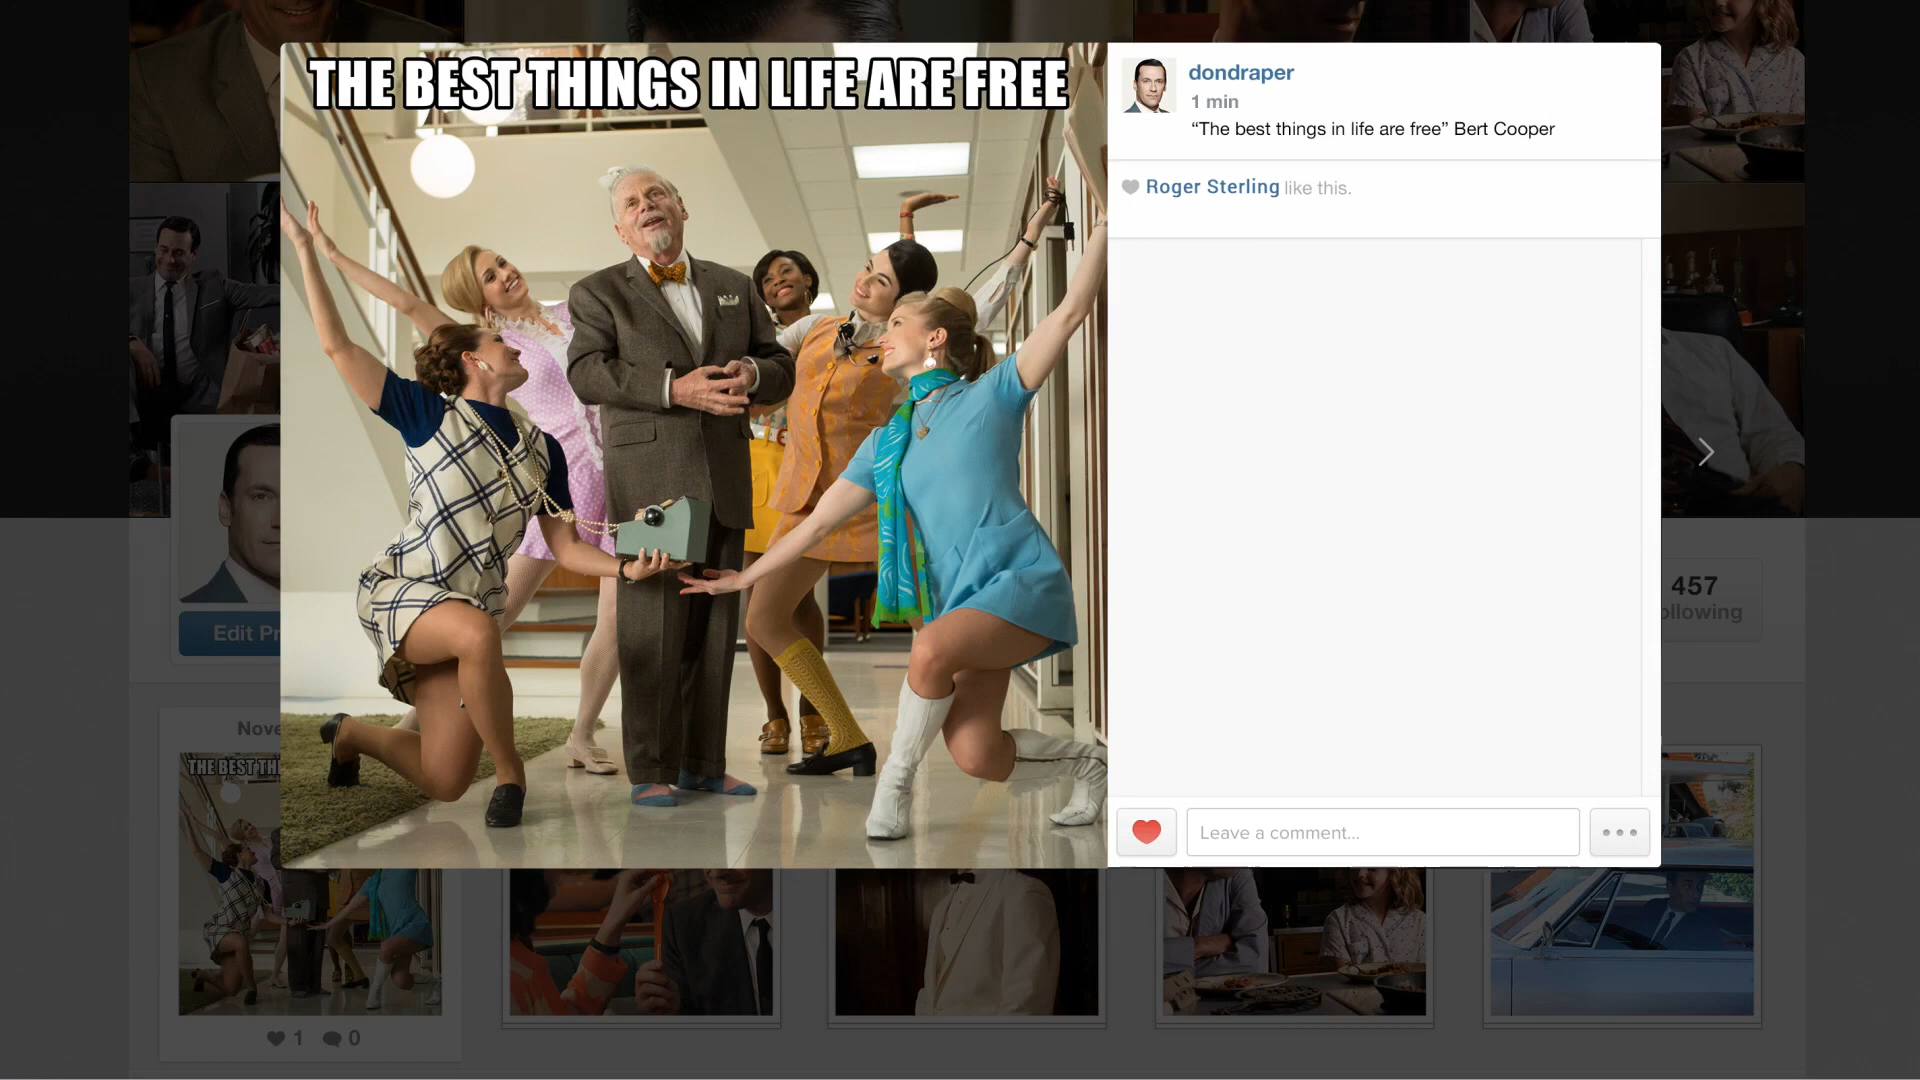 THE BEST THINGS IN LIFE ARE FREE
dondraper
1 min
“The best things in life are free” Bert Cooper
Roger Sterling like this.
Leave a comment...
Edit Pr
457
ollowing
Nove
THE BEST TH
1 0